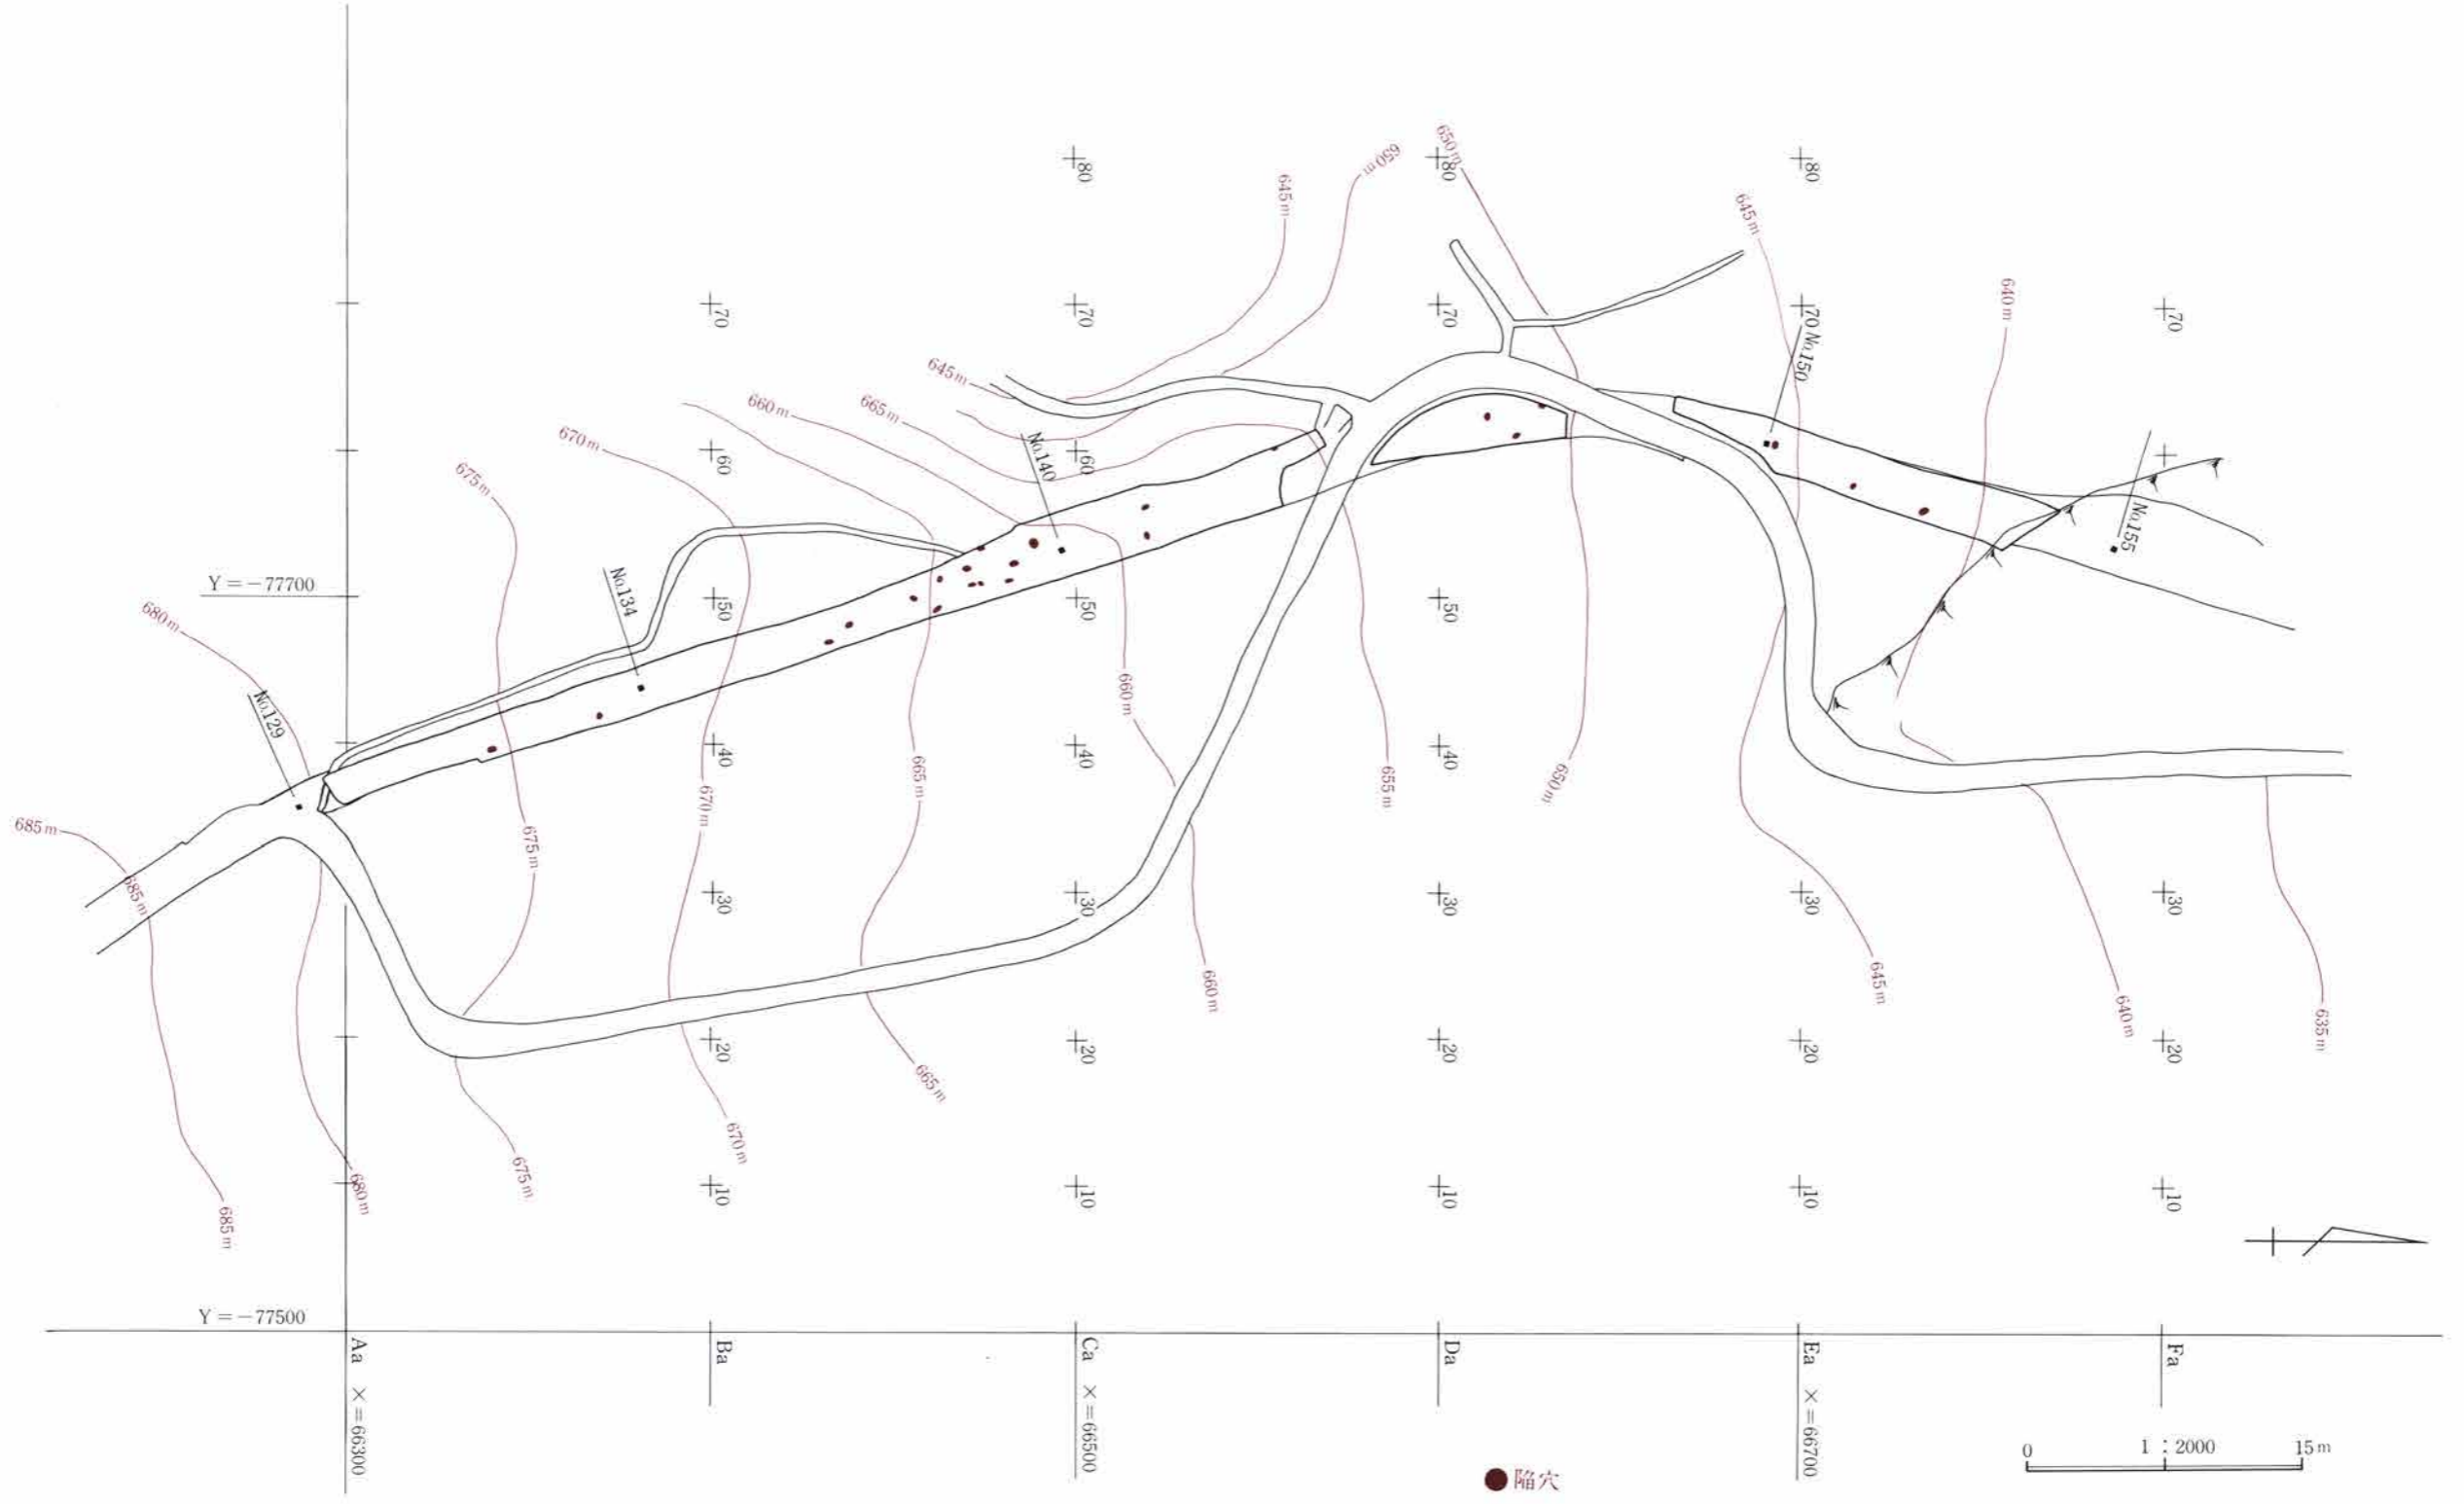 80
80
80
650m
650m
645m
645m
640m
70
70
70
70
70
No.150
645m
660m
665m
670m
675m
60
60
No.140
No.155
Y=-77700
No.134
50
50
50
680m
No.129
40
40
40
660m
665m
655m
650m
670m
675m
685m
685m
30
30
30
30
30
660m
645m
640m
635m
20
20
20
20
20
665m
670m
675m
680m
685m
10
10
10
10
10
Y=-77500
Aa ×=66300
Ba
Ca ×=66500
Da
Ea ×=66700
Fa
0 1:2000 15m
陥穴